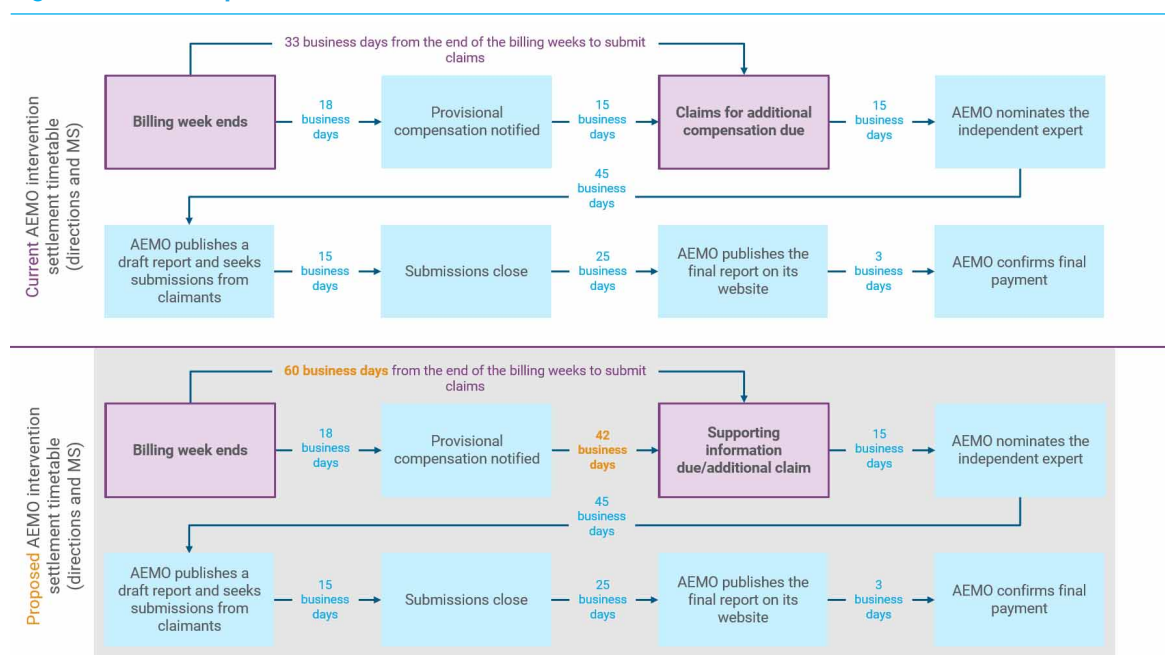 33 business days from the end of the billing weeks to submit
claims
Current AEMO intervention
settlement timetable
(directions and MS)
Billing week ends
18
business
days
Provisional
compensation notified
15
business
days
Claims for additional
compensation due
15
business
days
AEMO nominates the
independent expert
45
business
days
AEMO publishes a
draft report and seeks
submissions from
claimants
15
business
days
Submissions close
25
business
days
AEMO publishes the
final report on its
website
3
business
days
AEMO confirms final
payment
60 business days from the end of the billing weeks to submit
claims
Proposed AEMO intervention
settlement timetable
(directions and MS)
Billing week ends
18
business
days
Provisional
compensation notified
42
business
days
Supporting
information
due/additional claim
15
business
days
AEMO nominates the
independent expert
45
business
days
AEMO publishes a
draft report and seeks
submissions from
claimants
15
business
days
Submissions close
25
business
days
AEMO publishes the
final report on its
website
3
business
days
AEMO confirms final
payment